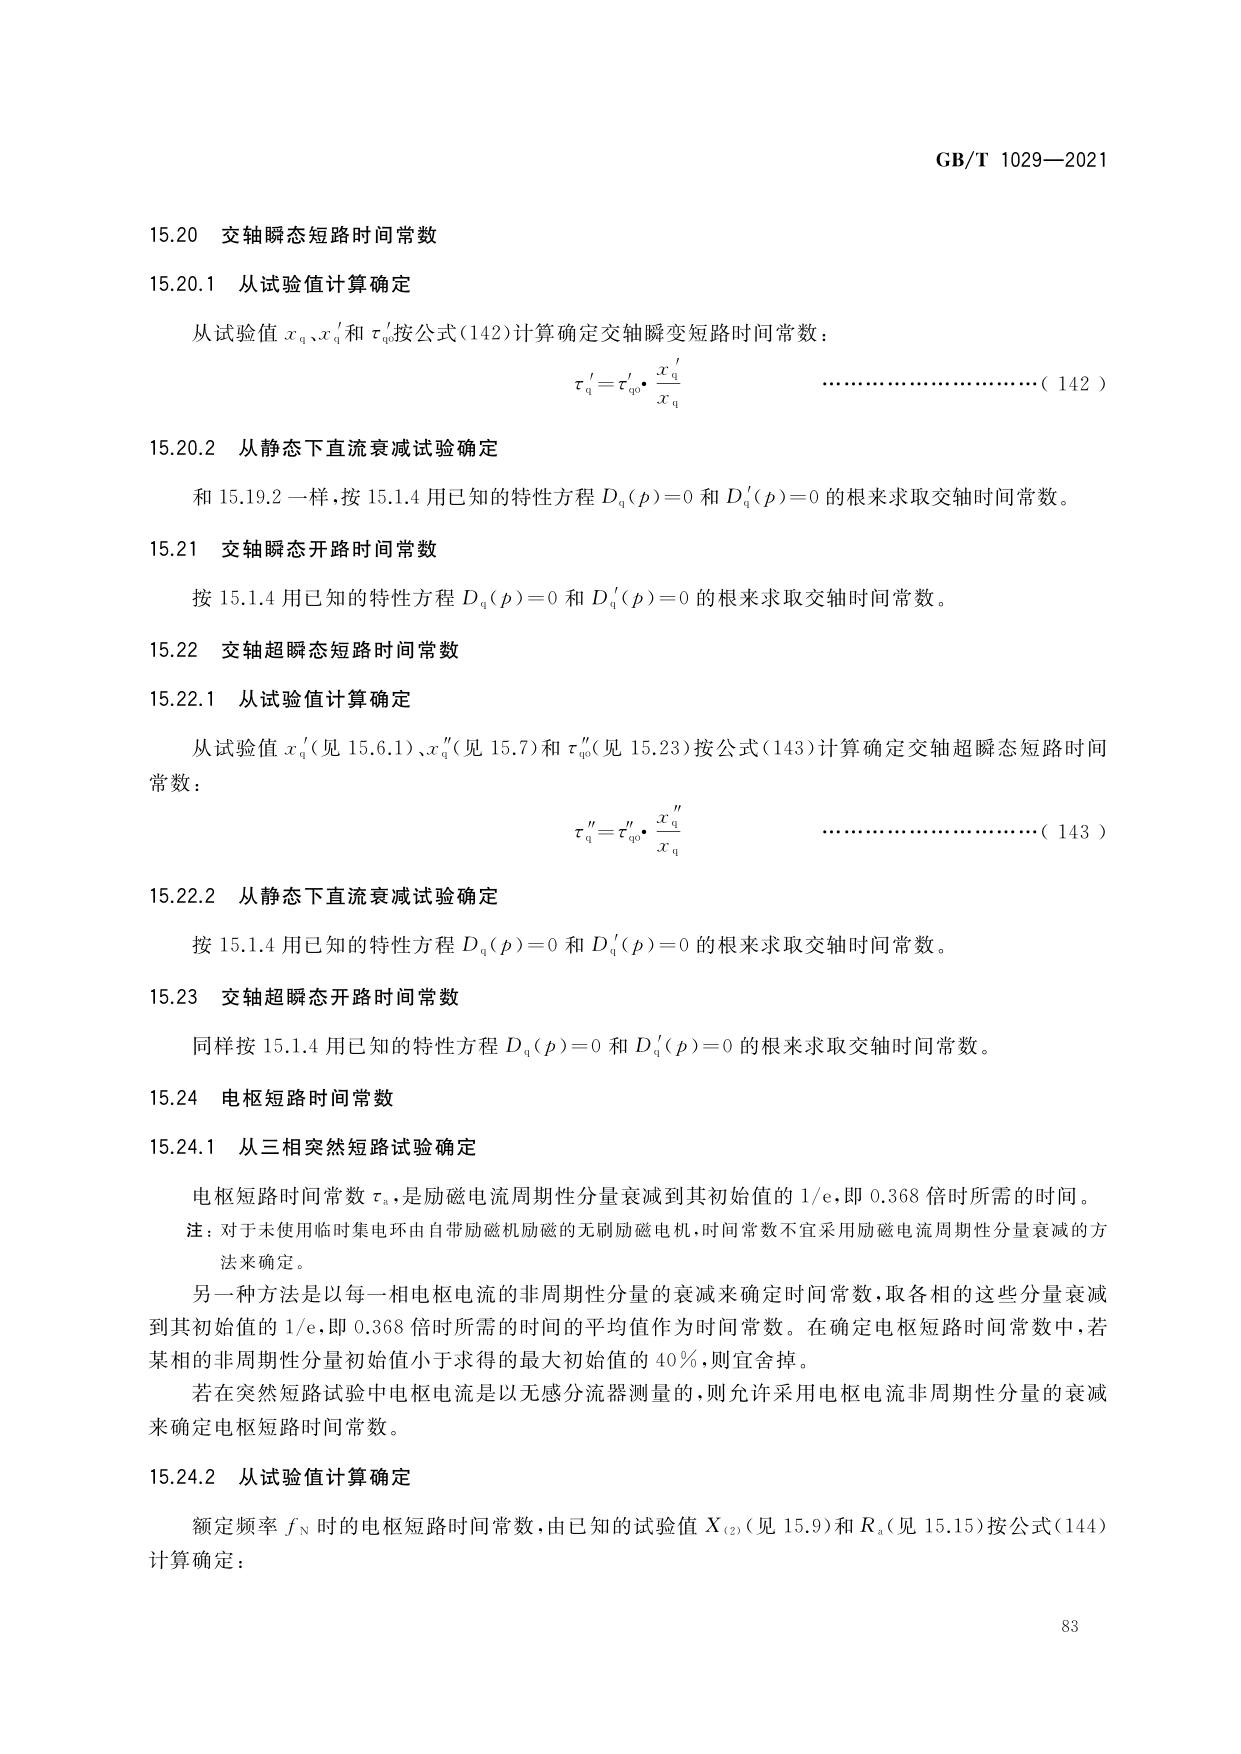 GB/T 1029—2021
15.20 交轴瞬态短路时间常数
15.20.1 从试验值计算确定
从试验值 x_q、x_q′和 τ_qo′按公式(142)计算确定交轴瞬变短路时间常数:
τ_q′=τ_qo′• x_q′/x_q …………………………( 142 )
15.20.2 从静态下直流衰减试验确定
和 15.19.2 一样,按 15.1.4 用已知的特性方程 D_q(p)=0 和 D_q′(p)=0 的根来求取交轴时间常数。
15.21 交轴瞬态开路时间常数
按 15.1.4 用已知的特性方程 D_q(p)=0 和 D_q′(p)=0 的根来求取交轴时间常数。
15.22 交轴超瞬态短路时间常数
15.22.1 从试验值计算确定
从试验值 x_q′(见 15.6.1)、x_q″(见 15.7)和 τ_qo″(见 15.23)按公式(143)计算确定交轴超瞬态短路时间
常数:
τ_q″=τ_qo″• x_q″/x_q …………………………( 143 )
15.22.2 从静态下直流衰减试验确定
按 15.1.4 用已知的特性方程 D_q(p)=0 和 D_q′(p)=0 的根来求取交轴时间常数。
15.23 交轴超瞬态开路时间常数
同样按 15.1.4 用已知的特性方程 D_q(p)=0 和 D_q′(p)=0 的根来求取交轴时间常数。
15.24 电枢短路时间常数
15.24.1 从三相突然短路试验确定
电枢短路时间常数 τ_a,是励磁电流周期性分量衰减到其初始值的 1/e,即 0.368 倍时所需的时间。
注: 对于未使用临时集电环由自带励磁机励磁的无刷励磁电机,时间常数不宜采用励磁电流周期性分量衰减的方
法来确定。
另一种方法是以每一相电枢电流的非周期性分量的衰减来确定时间常数,取各相的这些分量衰减
到其初始值的 1/e,即 0.368 倍时所需的时间的平均值作为时间常数。在确定电枢短路时间常数中,若
某相的非周期性分量初始值小于求得的最大初始值的 40%,则宜舍掉。
若在突然短路试验中电枢电流是以无感分流器测量的,则允许采用电枢电流非周期性分量的衰减
来确定电枢短路时间常数。
15.24.2 从试验值计算确定
额定频率 f_N 时的电枢短路时间常数,由已知的试验值 X_(2)(见 15.9)和 R_a(见 15.15)按公式(144)
计算确定:
83